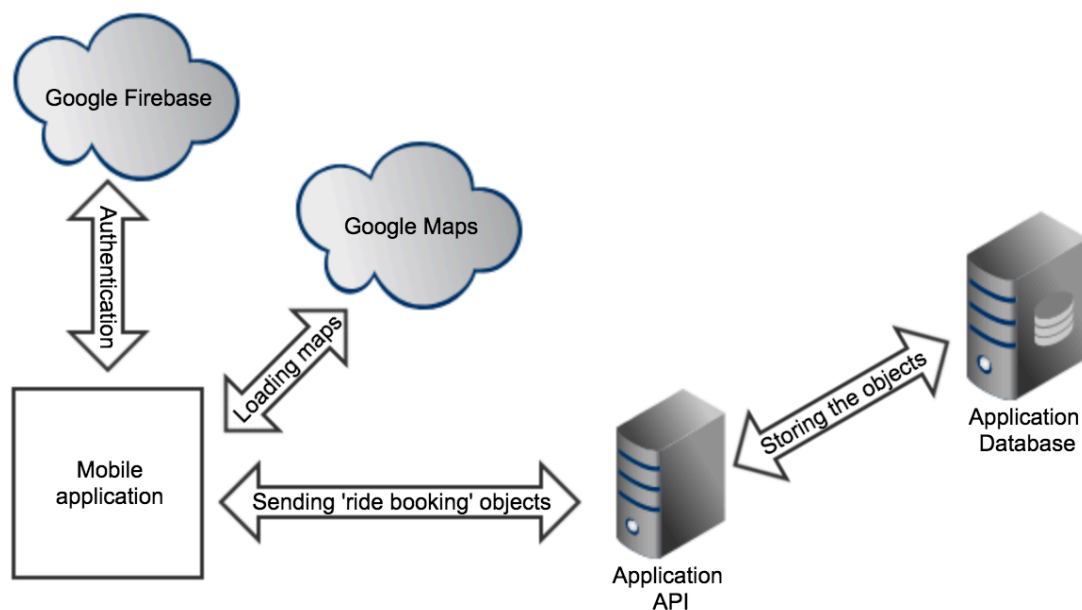 Google Firebase
Authentication
Google Maps
Loading maps
Mobile
application
Sending 'ride booking' objects
Application
API
Storing the objects
Application
Database